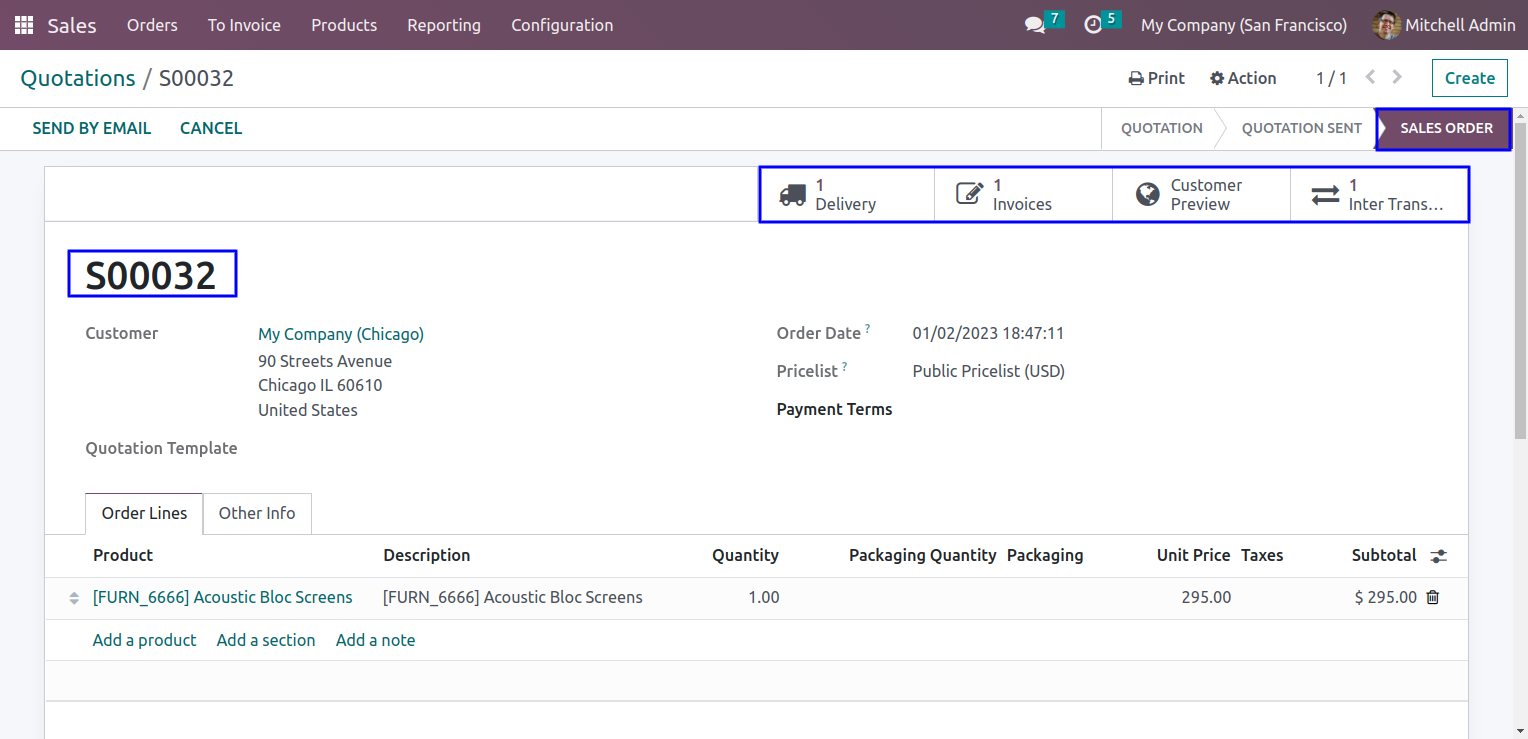 Sales Orders To Invoice Products Reporting Configuration 7 5 My Company (San Francisco) Mitchell Admin
Quotations / S00032 Print Action 1 / 1 Create
SEND BY EMAIL CANCEL QUOTATION QUOTATION SENT SALES ORDER
1 Delivery
1 Invoices
Customer Preview
1 Inter Trans...
S00032
Customer My Company (Chicago)
90 Streets Avenue
Chicago IL 60610
United States
Order Date ? 01/02/2023 18:47:11
Pricelist ? Public Pricelist (USD)
Payment Terms
Quotation Template
Order Lines Other Info
Product Description Quantity Packaging Quantity Packaging Unit Price Taxes Subtotal
[FURN_6666] Acoustic Bloc Screens [FURN_6666] Acoustic Bloc Screens 1.00 295.00 $ 295.00
Add a product Add a section Add a note